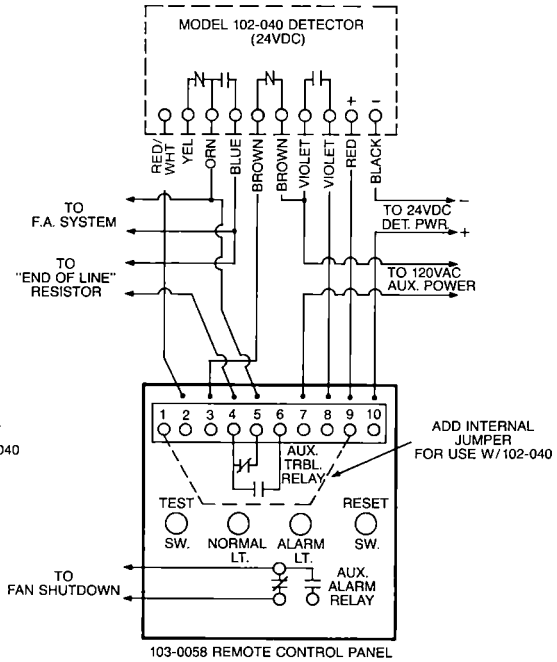 MODEL 102-040 DETECTOR
(24VDC)
N
N
+
–
RED/
WHT
YEL
ORN
BLUE
BROWN
BROWN
VIOLET
VIOLET
RED
BLACK
TO
F.A. SYSTEM
TO 24VDC
DET. PWR.
–
+
TO
"END OF LINE"
RESISTOR
TO 120VAC
AUX. POWER
1 2 3 4 5 6 7 8 9 10
040
ADD INTERNAL
JUMPER
FOR USE W/102-040
AUX.
TRBL.
RELAY
TEST
SW.
NORMAL
LT.
ALARM
LT.
RESET
SW.
TO
FAN SHUTDOWN
AUX.
ALARM
RELAY
103-0058 REMOTE CONTROL PANEL